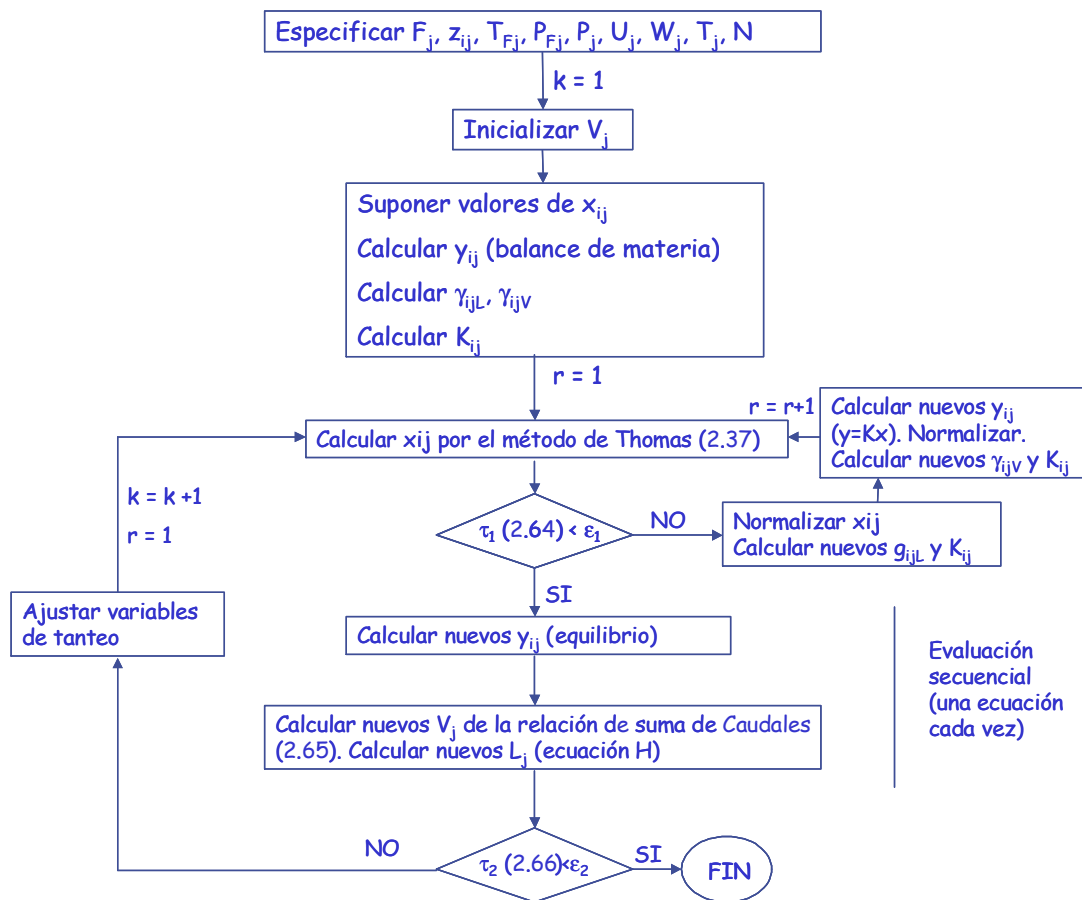 Especificar Fj, zij, TFj, PFj, Pj, Uj, Wj, Tj, N
k = 1
Inicializar Vj
Suponer valores de xij
Calcular yij (balance de materia)
Calcular γijL, γijV
Calcular Kij
r = 1
r = r+1
Calcular nuevos yij
(y=Kx). Normalizar.
Calcular nuevos γijV y Kij
Calcular xij por el método de Thomas (2.37)
k = k +1
r = 1
τ1 (2.64) < ε1
NO
Normalizar xij
Calcular nuevos gijL y Kij
SI
Ajustar variables
de tanteo
Calcular nuevos yij (equilibrio)
Evaluación
secuencial
(una ecuación
cada vez)
Calcular nuevos Vj de la relación de suma de Caudales
(2.65). Calcular nuevos Lj (ecuación H)
NO
τ2 (2.66)<ε2
SI
FIN